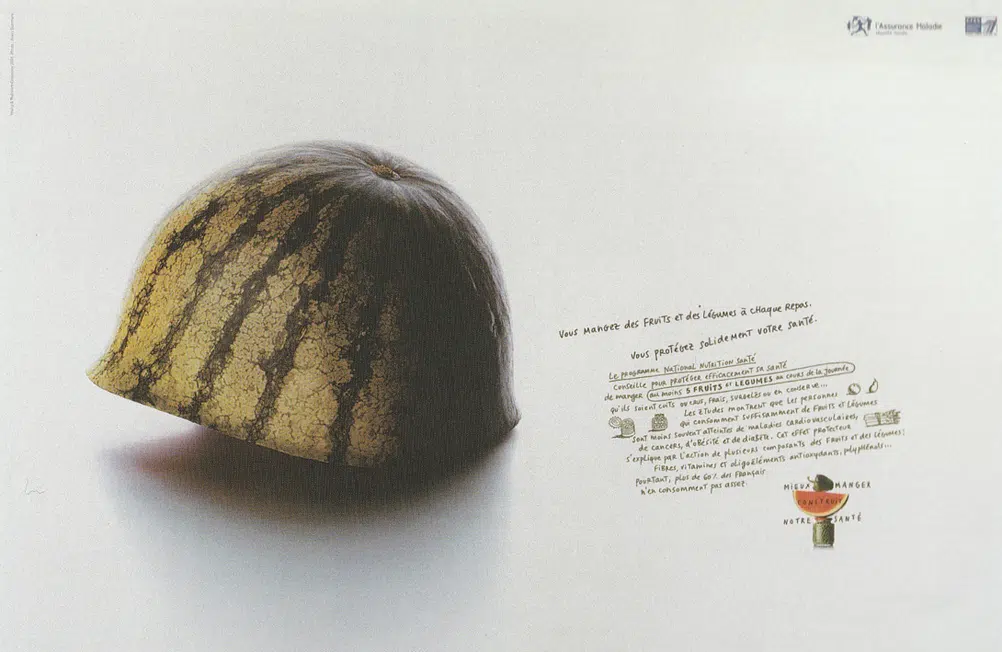 l'Assurance Maladie
Vous mangez des FRUITS et des Légumes à chaque repas.
vous protégez solidement votre santé.
Le programme National Nutrition Santé
conseille pour protéger efficacement sa santé
de manger au moins 5 FRUITS et LÉGUMES au cours de la journée
qu'ils soient cuits ou crus, frais, surgelés ou en conserve...
Les études montrent que les personnes
qui consomment suffisamment de fruits et légumes
sont moins souvent atteintes de maladies cardiovasculaires,
de cancers, d'obésité et de diabète. Cet effet protecteur
s'explique par l'action de plusieurs composants des fruits et des légumes:
fibres, vitamines et oligoéléments antioxydants, polyphénols...
Pourtant, plus de 60% des Français
n'en consomment pas assez.
MIEUX MANGER
CONSTRUIT
NOTRE SANTÉ